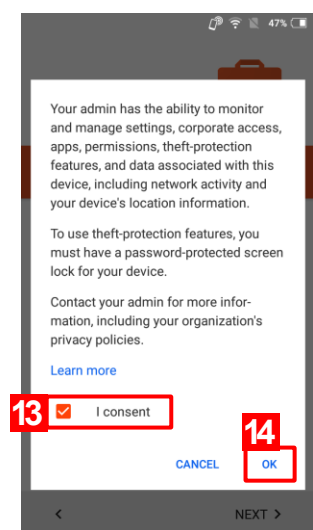 47%
Your admin has the ability to monitor
and manage settings, corporate access,
apps, permissions, theft-protection
features, and data associated with this
device, including network activity and
your device's location information.
To use theft-protection features, you
must have a password-protected screen
lock for your device.
Contact your admin for more infor-
mation, including your organization's
privacy policies.
Learn more
13 I consent
14
CANCEL OK
< NEXT >